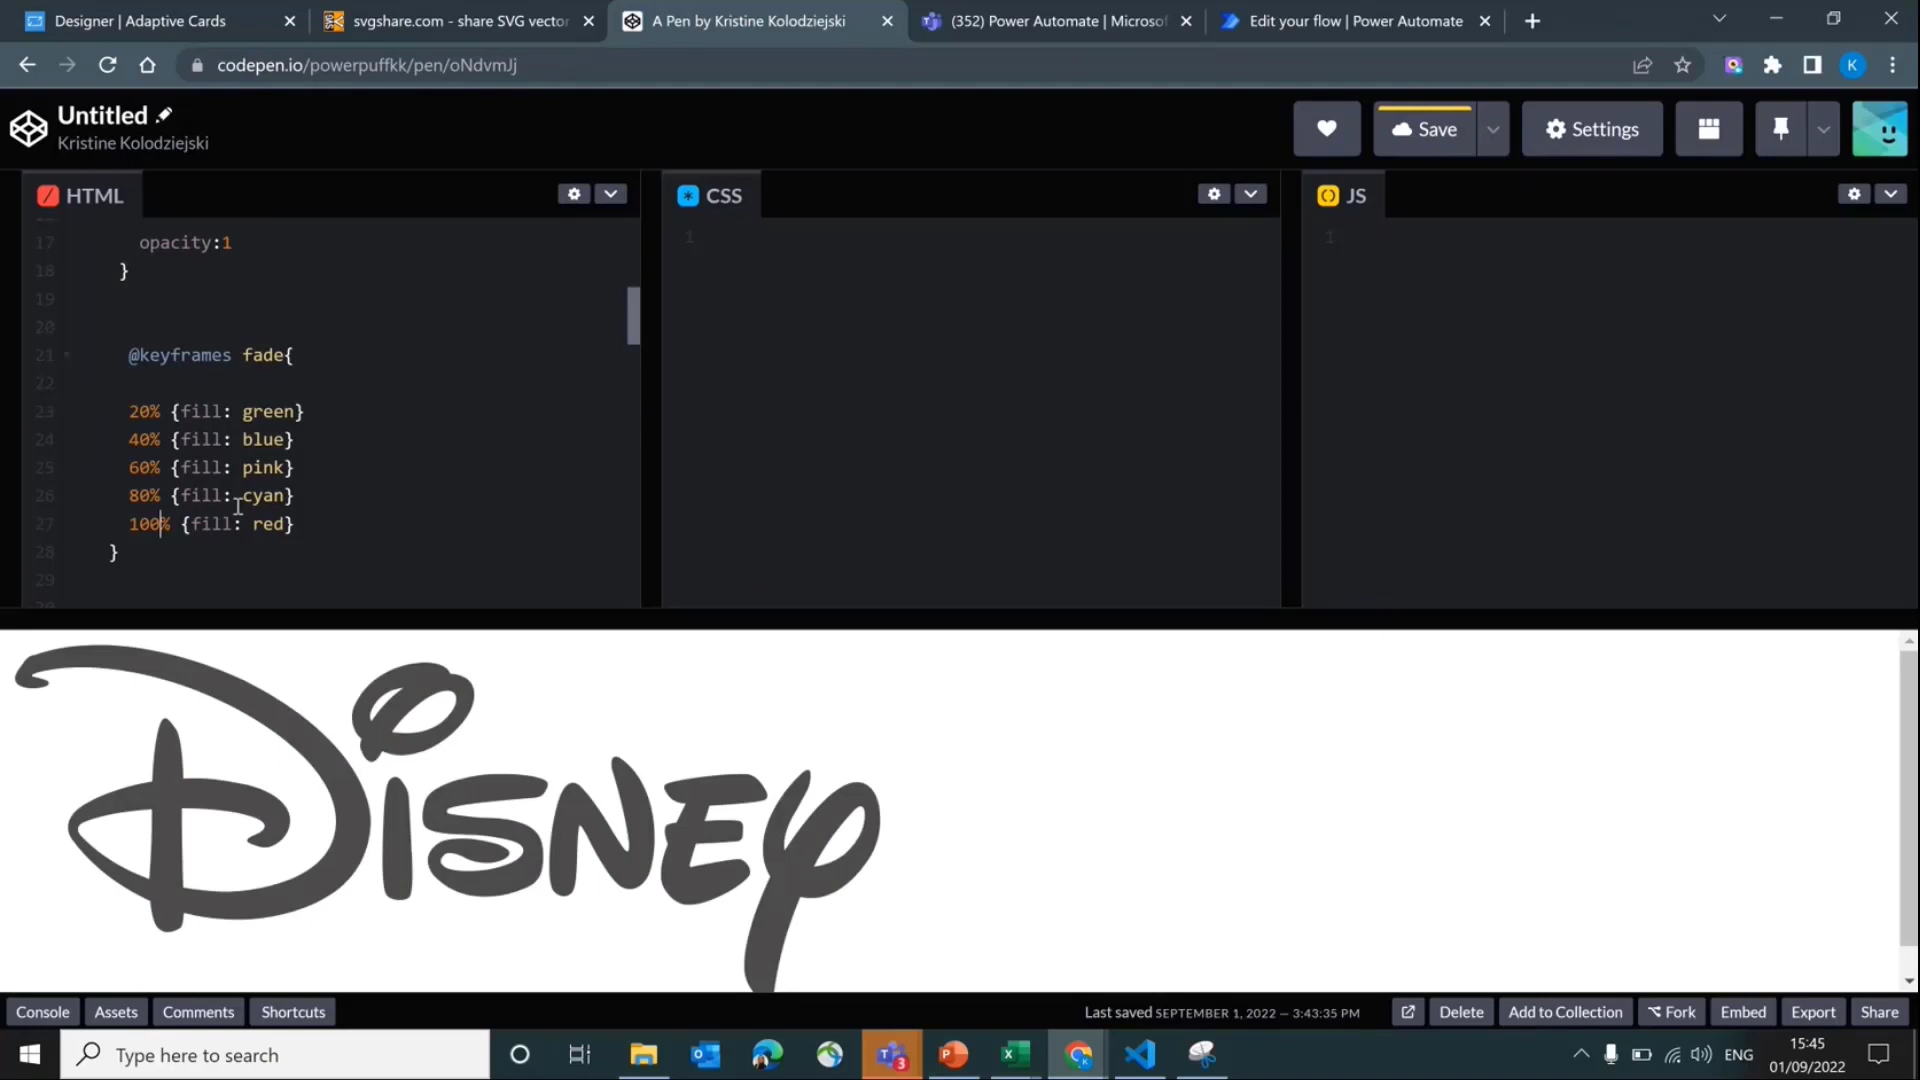 Designer | Adaptive Cards
svgshare.com - share SVG vector
A Pen by Kristine Kolodziejski
(352) Power Automate | Microsof
Edit your flow | Power Automate
codepen.io/powerpuffkk/pen/oNdvmJj
K
Untitled
Kristine Kolodziejski
Save
Settings
HTML
CSS
JS
17 opacity:1
18 }
19
20
21 @keyframes fade{
22
23 20% {fill: green}
24 40% {fill: blue}
25 60% {fill: pink}
26 80% {fill: cyan}
27 100% {fill: red}
28 }
29
1
1
DISNEY
Console
Assets
Comments
Shortcuts
Last saved SEPTEMBER 1, 2022 — 3:43:35 PM
Delete
Add to Collection
Fork
Embed
Export
Share
Type here to search
3
ENG
15:45
01/09/2022